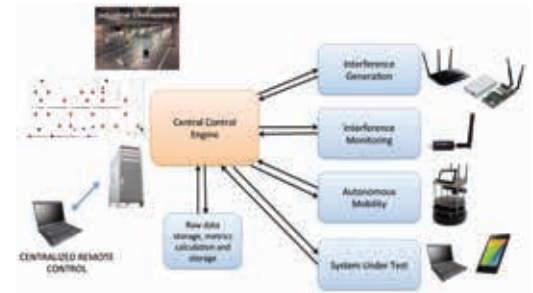 Interference
Generation
Central Control
Engine
Interference
Monitoring
Autonomous
Mobility
Raw data
storage, metrics
calculation and
storage
CENTRALIZED REMOTE
CONTROL
System Under Test